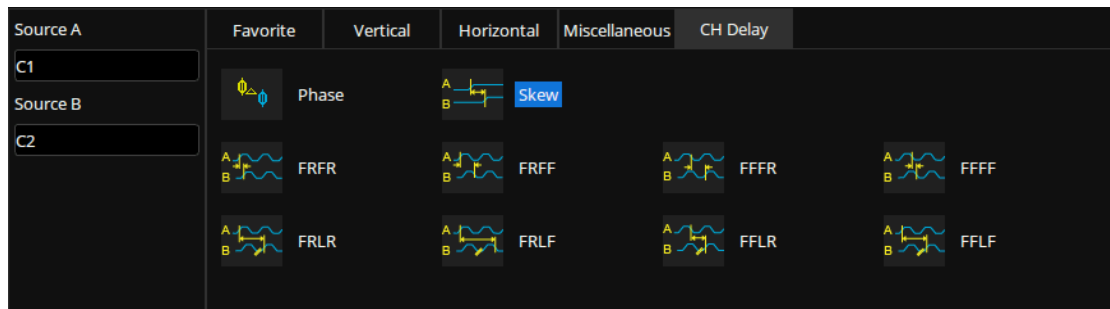 Source A
C1
Source B
C2
Favorite Vertical Horizontal Miscellaneous CH Delay
ϕ△ϕ Phase A B Skew
A B FRFR A B FRFF A B FFFR A B FFFF
A B FRLR A B FRLF A B FFLR A B FFLF